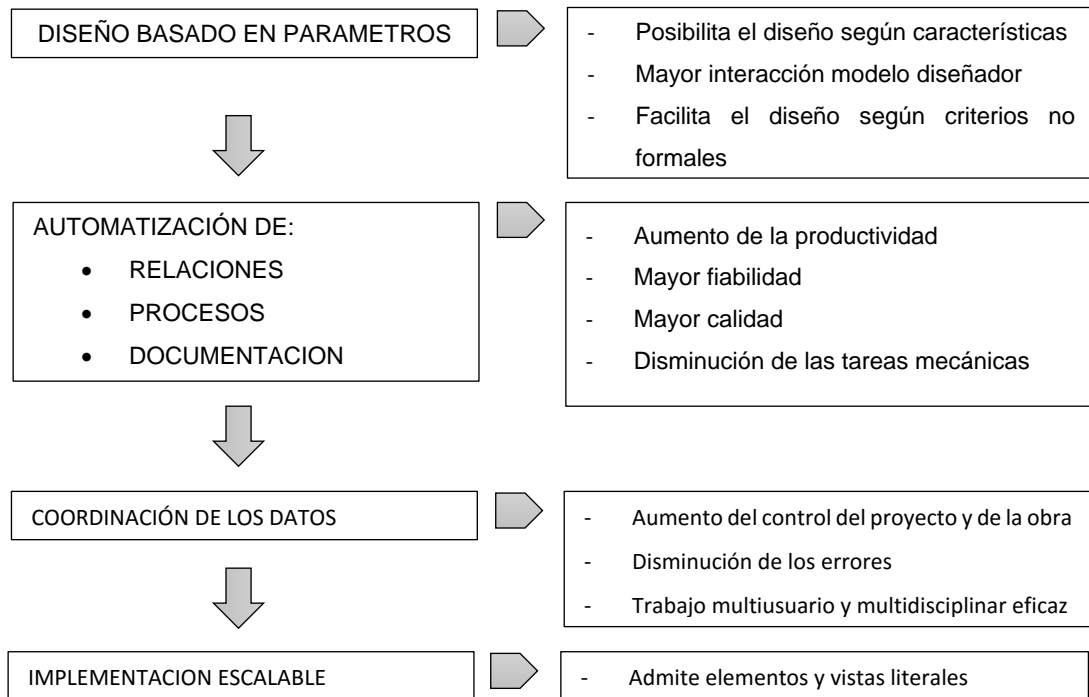 DISEÑO BASADO EN PARAMETROS
- Posibilita el diseño según características
- Mayor interacción modelo diseñador
- Facilita el diseño según criterios no
formales
AUTOMATIZACIÓN DE:
• RELACIONES
• PROCESOS
• DOCUMENTACION
- Aumento de la productividad
- Mayor fiabilidad
- Mayor calidad
- Disminución de las tareas mecánicas
COORDINACIÓN DE LOS DATOS
- Aumento del control del proyecto y de la obra
- Disminución de los errores
- Trabajo multiusuario y multidisciplinar eficaz
IMPLEMENTACION ESCALABLE
- Admite elementos y vistas literales